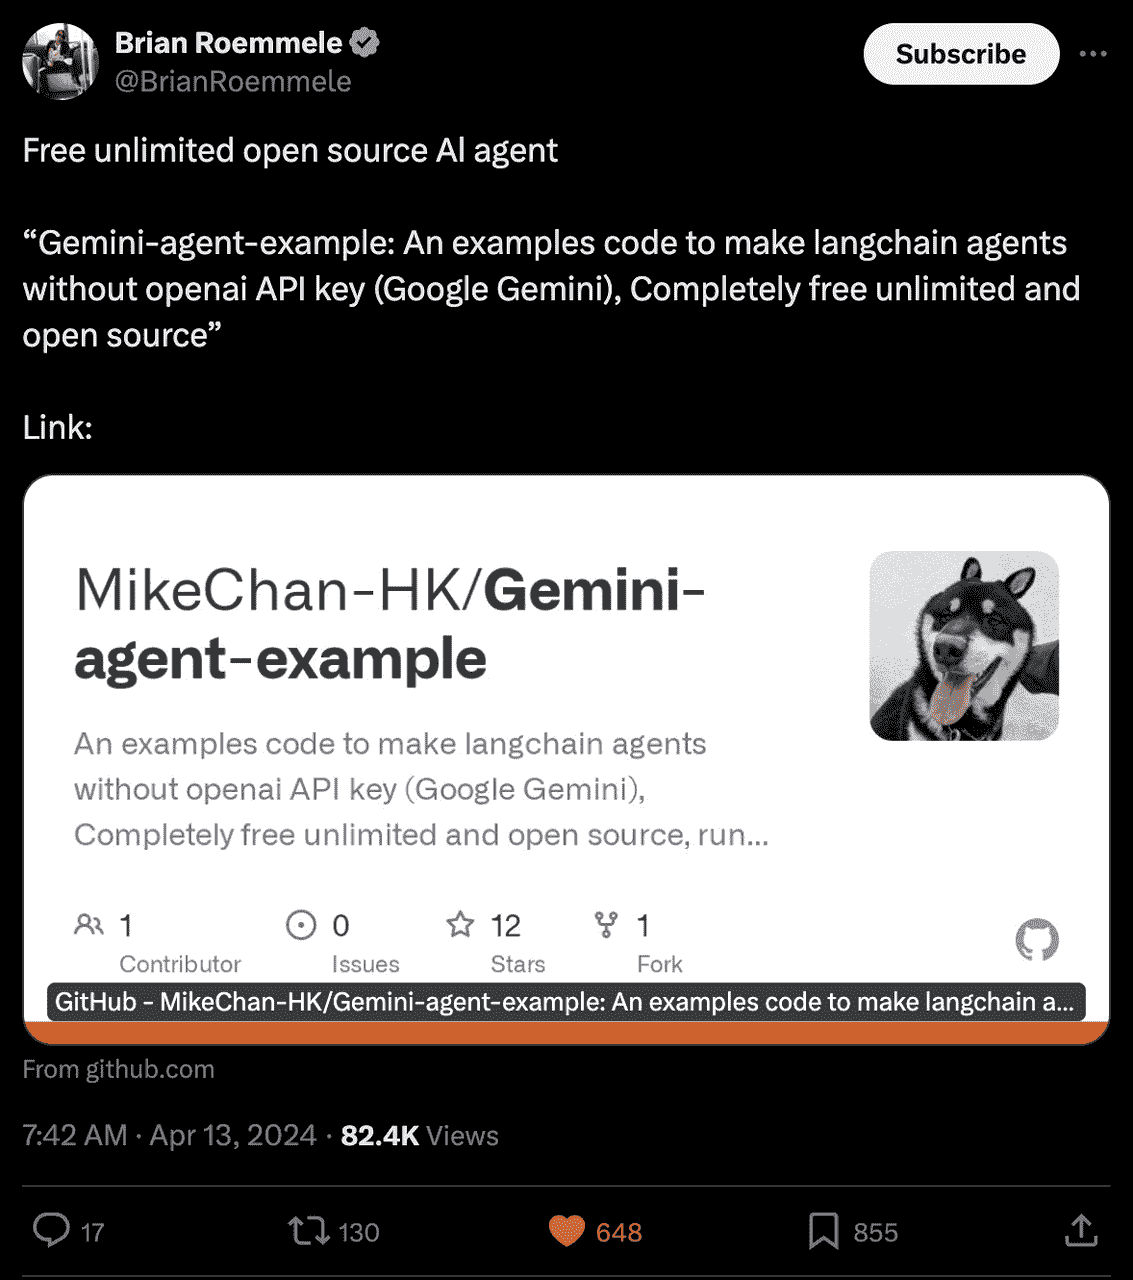 Brian Roemmele
@BrianRoemmele
Subscribe
Free unlimited open source AI agent
“Gemini-agent-example: An examples code to make langchain agents
without openai API key (Google Gemini), Completely free unlimited and
open source”
Link:
MikeChan-HK/Gemini-
agent-example
An examples code to make langchain agents
without openai API key (Google Gemini),
Completely free unlimited and open source, run...
1 Contributor
0 Issues
12 Stars
1 Fork
GitHub - MikeChan-HK/Gemini-agent-example: An examples code to make langchain a...
From github.com
7:42 AM · Apr 13, 2024 · 82.4K Views
17 130 648 855